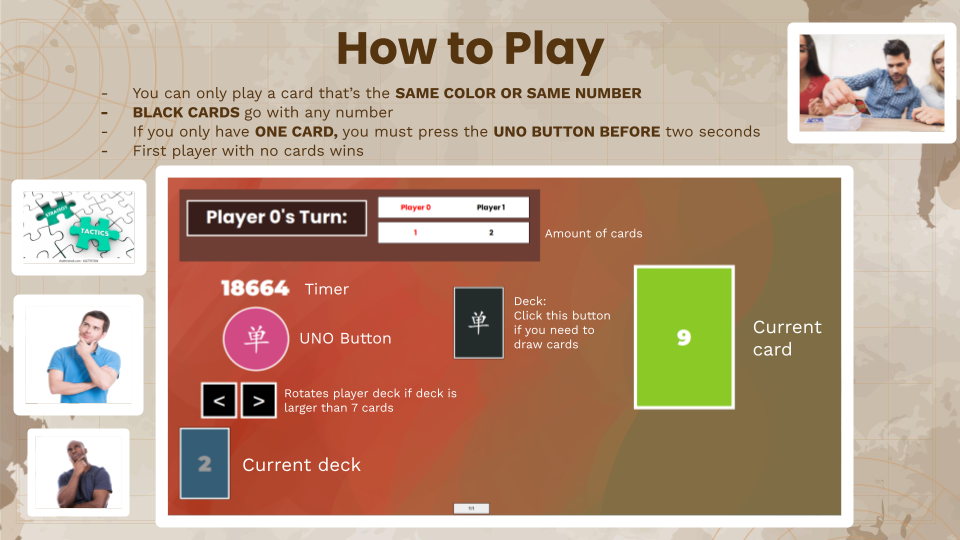 How to Play
- You can only play a card that's the SAME COLOR OR SAME NUMBER
- BLACK CARDS go with any number
- If you only have ONE CARD, you must press the UNO BUTTON BEFORE two seconds
- First player with no cards wins
STRATEGY
TACTICS
Player 0's Turn:
Player 0 Player 1
1 2
Amount of cards
18664 Timer
单 UNO Button
单
Deck:
Click this button
if you need to
draw cards
9
Current
card
< >
Rotates player deck if deck is
larger than 7 cards
2 Current deck